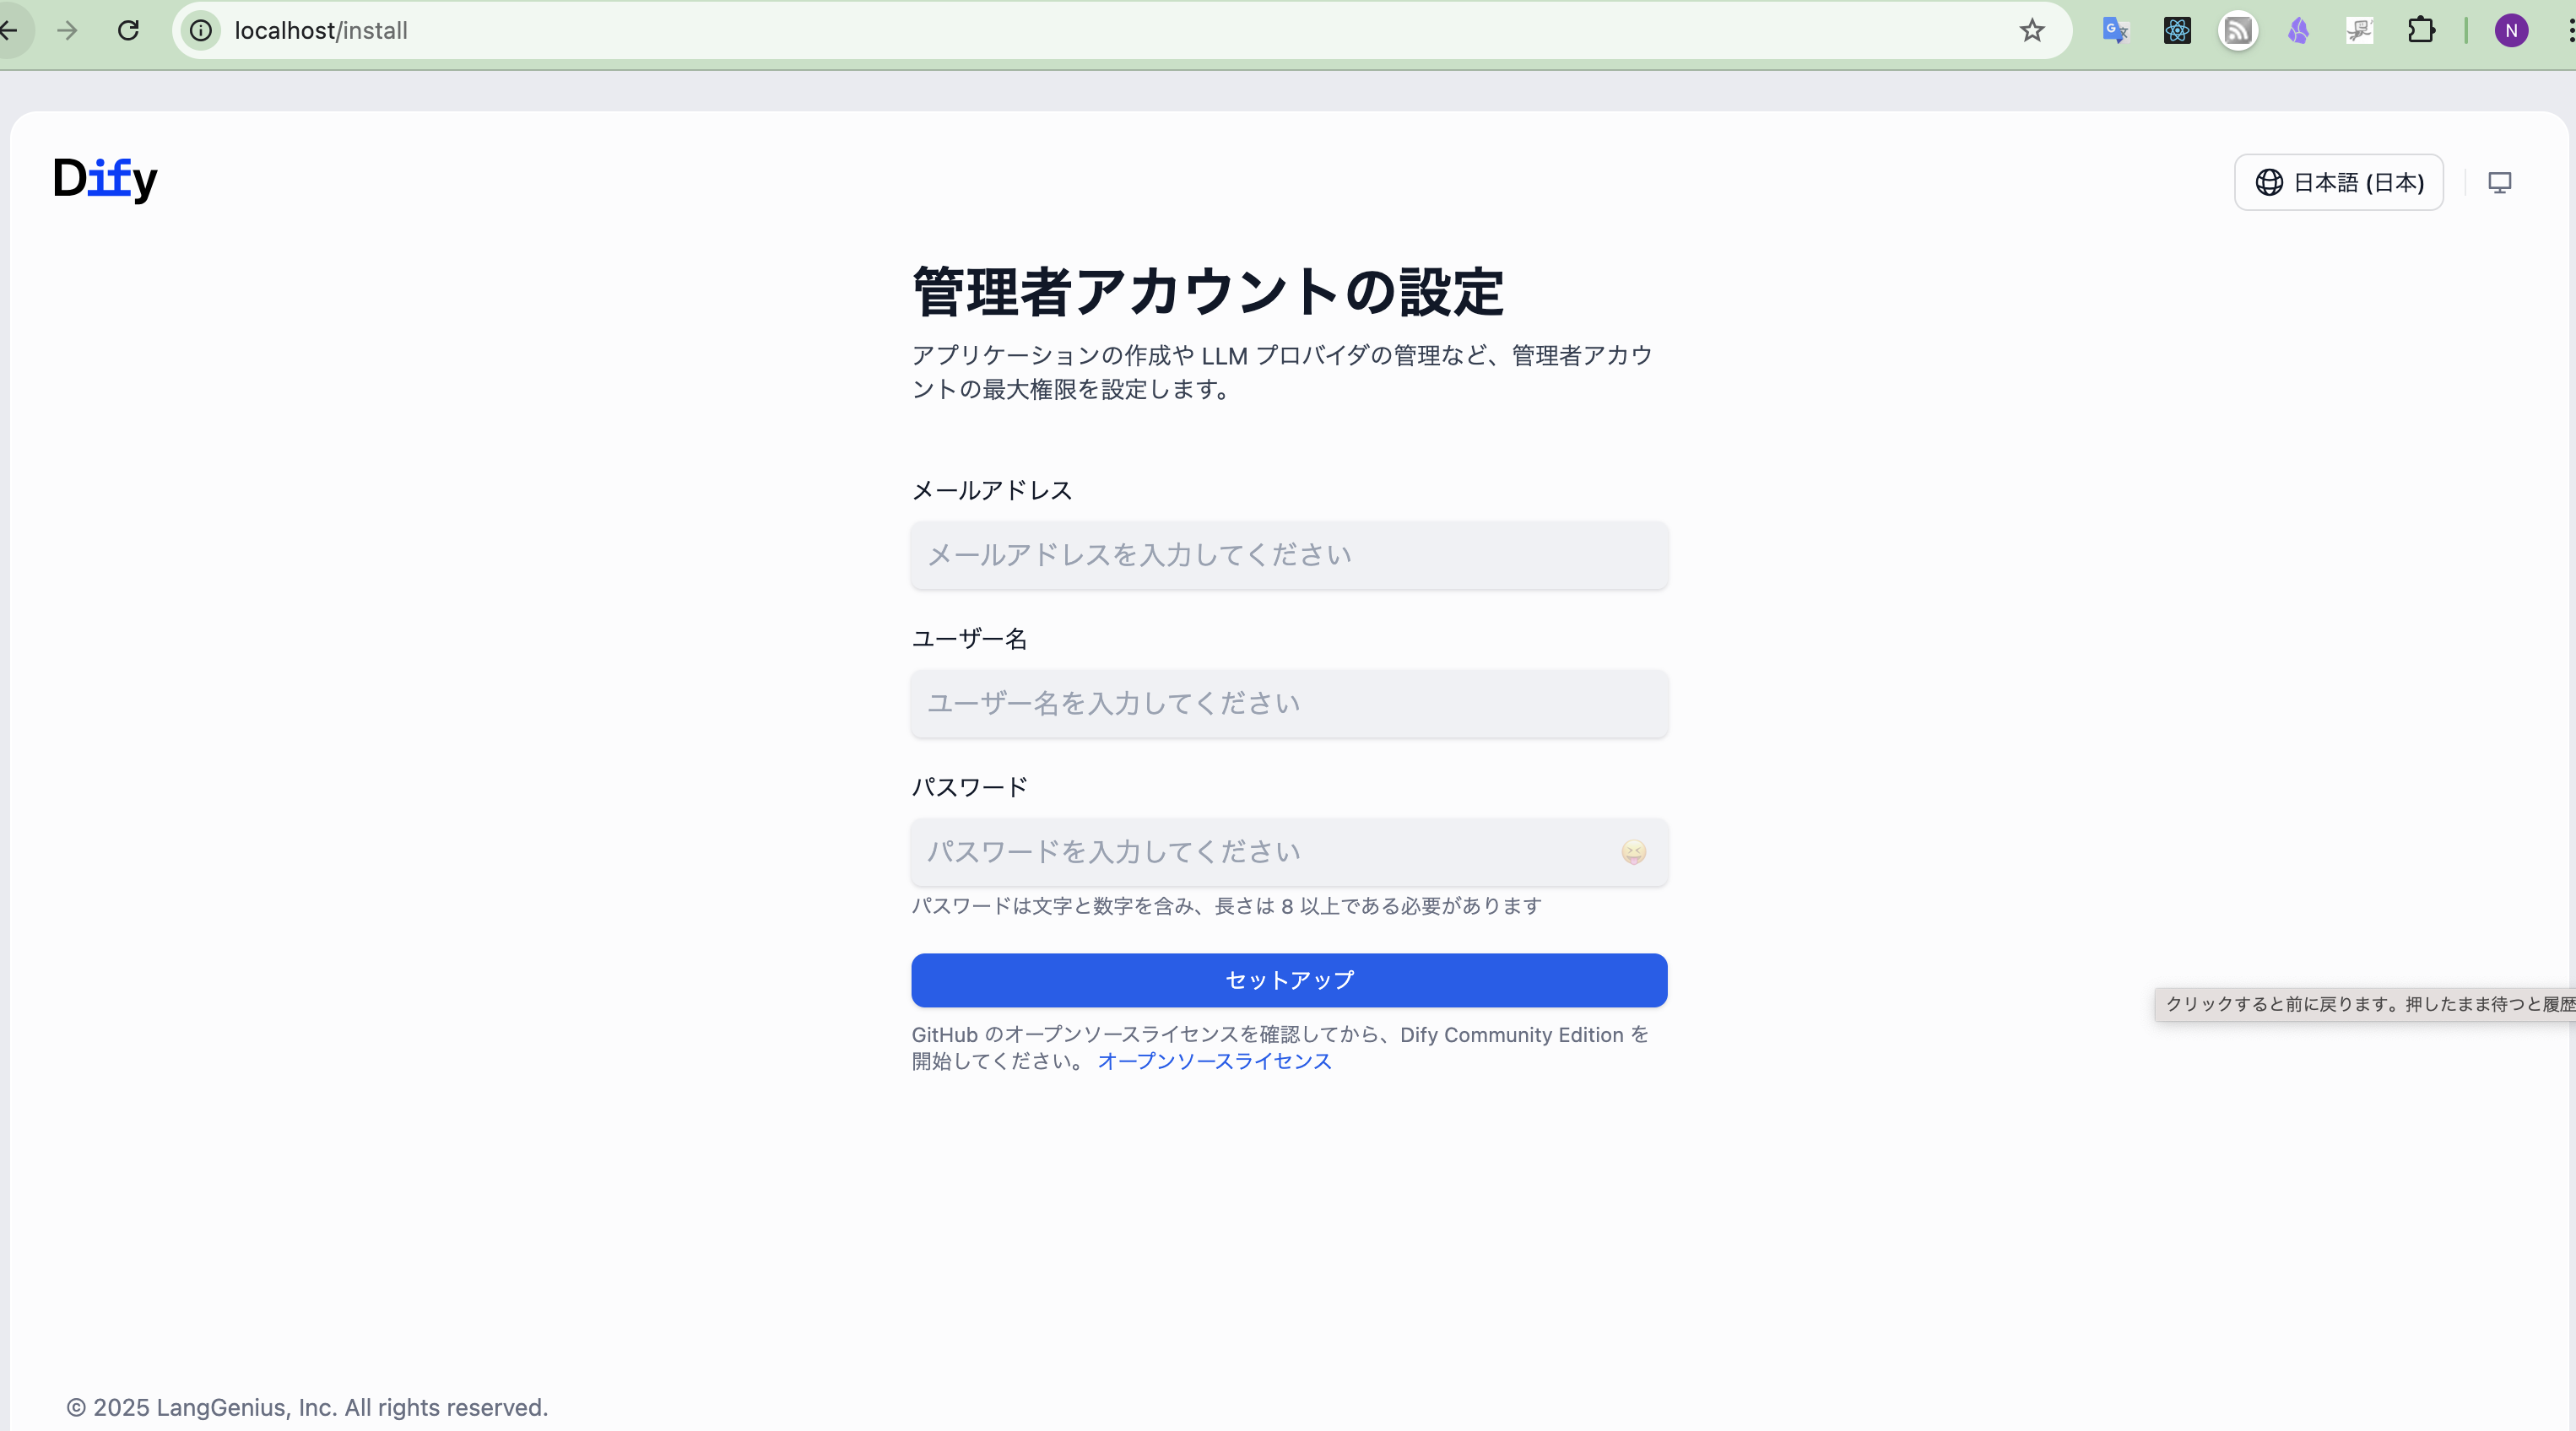 localhost/install
N
Dify
日本語 (日本)
管理者アカウントの設定
アプリケーションの作成や LLM プロバイダの管理など、管理者アカウ
ントの最大権限を設定します。
メールアドレス
メールアドレスを入力してください
ユーザー名
ユーザー名を入力してください
パスワード
パスワードを入力してください
パスワードは文字と数字を含み、長さは 8 以上である必要があります
セットアップ
クリックすると前に戻ります。押したまま待つと履歴
GitHub のオープンソースライセンスを確認してから、Dify Community Edition を
開始してください。 オープンソースライセンス
© 2025 LangGenius, Inc. All rights reserved.